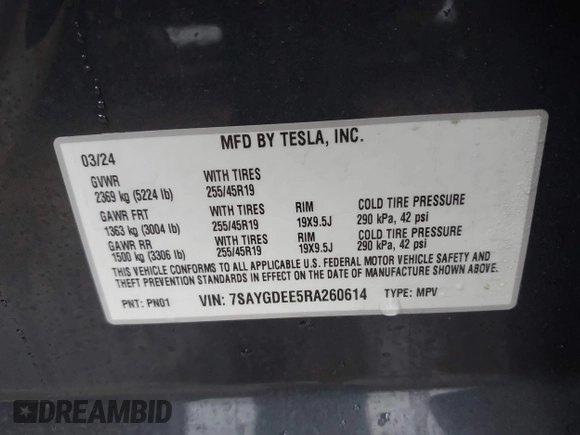 MFD BY TESLA, INC.
03/24
GVWR WITH TIRES
2369 kg (5224 lb) 255/45R19
GAWR FRT WITH TIRES RIM COLD TIRE PRESSURE
1363 kg (3004 lb) 255/45R19 19X9.5J 290 kPa, 42 psi
GAWR RR WITH TIRES RIM COLD TIRE PRESSURE
1500 kg (3306 lb) 255/45R19 19X9.5J 290 kPa, 42 psi
THIS VEHICLE CONFORMS TO ALL APPLICABLE U.S. FEDERAL MOTOR VEHICLE SAFETY AND
THEFT PREVENTION STANDARDS IN EFFECT ON THE DATE OF MANUFACTURE SHOWN ABOVE.
PNT: PN01 VIN: 7SAYGDEE5RA260614 TYPE: MPV
DREAMBID